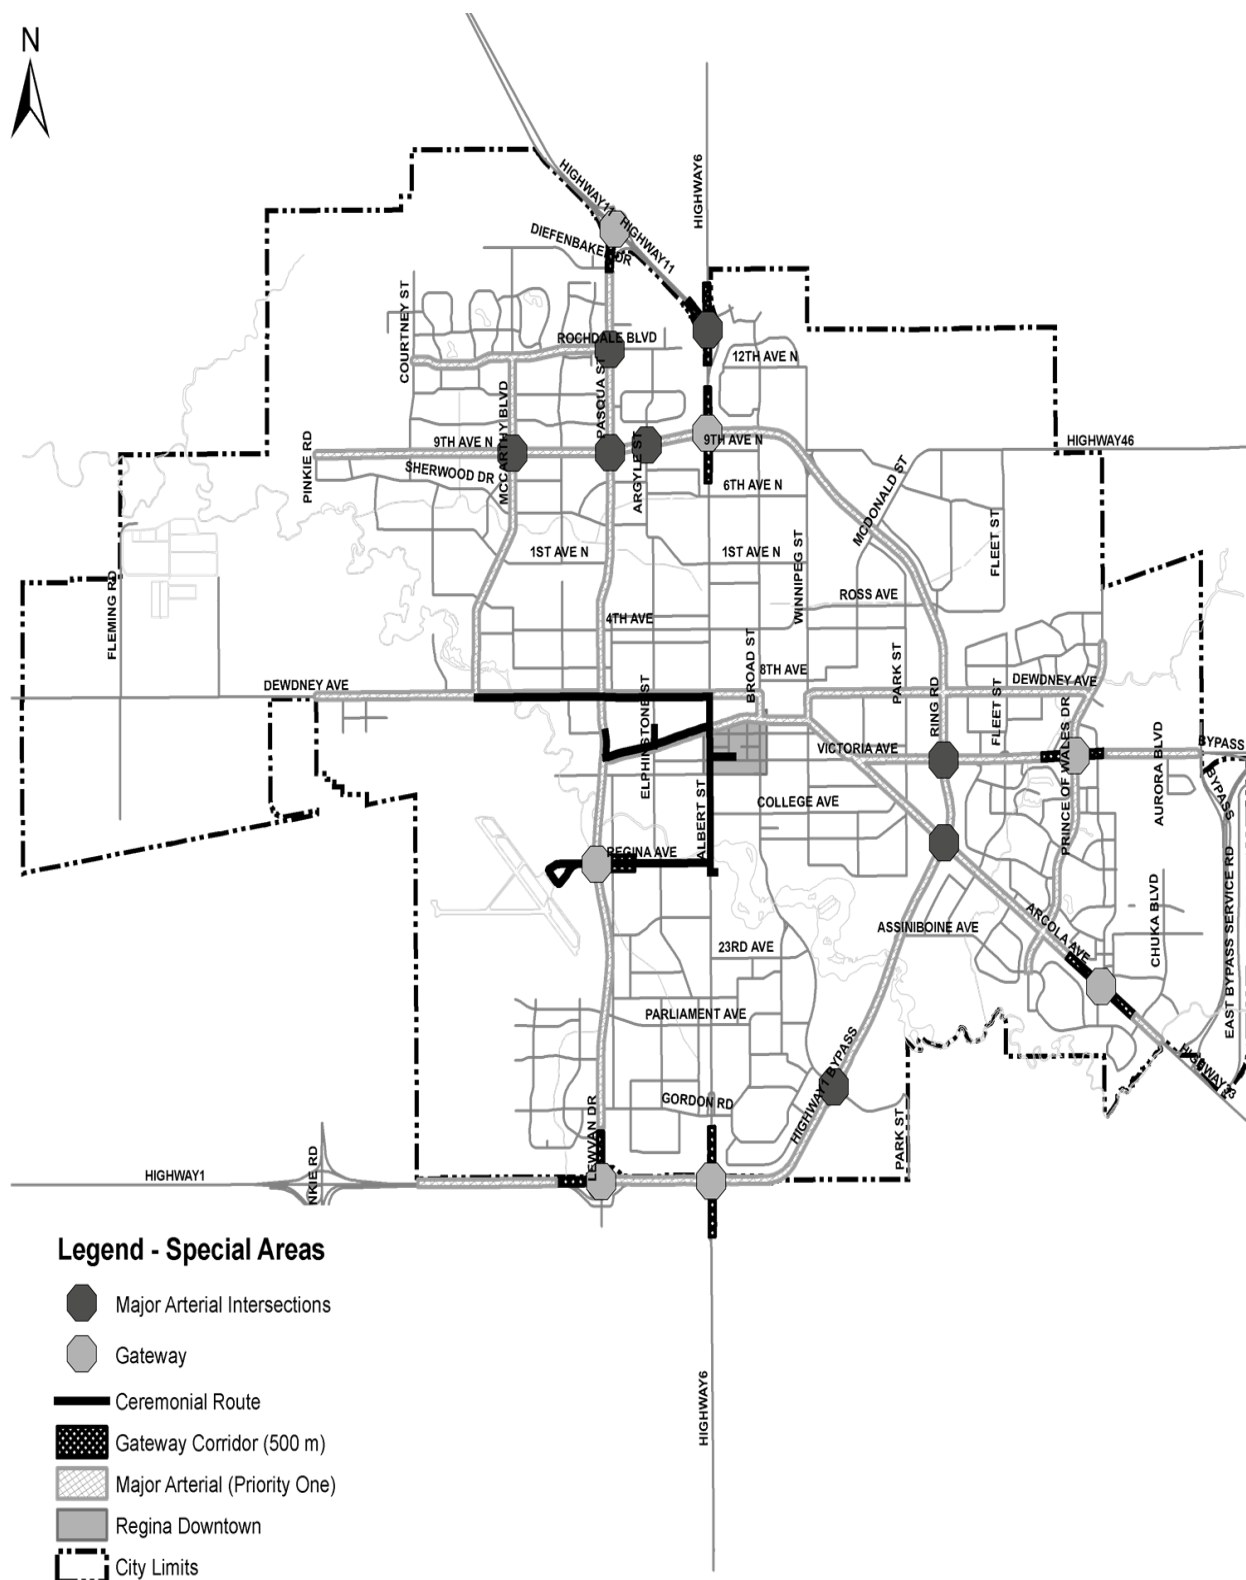 N
HIGHWAY11
HIGHWAY6
HIGHWAY11
DIEFENBAKER DR
COURTNEY ST
ROCHDALE BLVD
12TH AVE N
PASQUA ST
MCCARTHY BLVD
9TH AVE N
ARGYLE ST
9TH AVE N
HIGHWAY46
PINKIE RD
SHERWOOD DR
6TH AVE N
MCDONALD ST
FLEET ST
1ST AVE N
1ST AVE N
WINNIPEG ST
FLEMING RD
ROSS AVE
4TH AVE
BROAD ST
8TH AVE
PARK ST
DEWDNEY AVE
ELPHINSTONE ST
RING RD
FLEET ST
DEWDNEY AVE
PRINCE OF WALES DR
VICTORIA AVE
AURORA BLVD
BYPASS
BYPASS
ALBERT ST
COLLEGE AVE
REGINA AVE
EAST BYPASS SERVICE RD
CHUKA BLVD
ARCOLA AVE
ASSINIBOINE AVE
23RD AVE
PARLIAMENT AVE
HIGHWAY1 BYPASS
HIGHWAY33
GORDON RD
LEWVAN DR
PARK ST
HIGHWAY1
NKIE RD
HIGHWAY6
Legend - Special Areas
Major Arterial Intersections
Gateway
Ceremonial Route
Gateway Corridor (500 m)
Major Arterial (Priority One)
Regina Downtown
City Limits